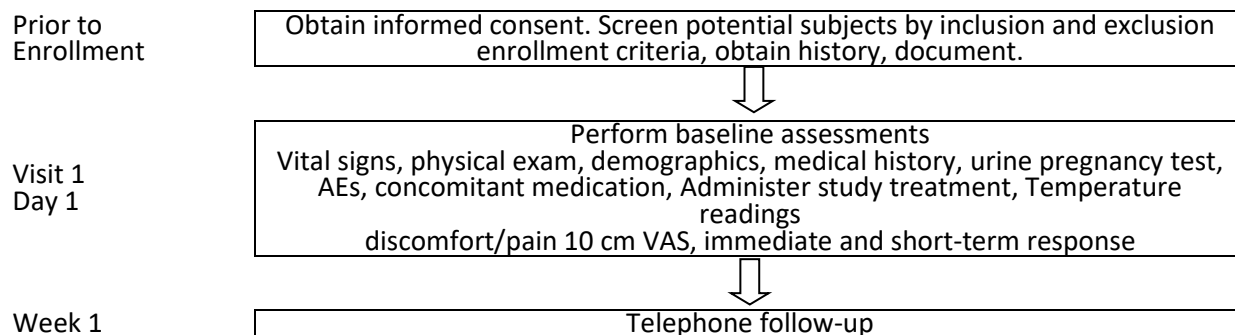 Prior to
Enrollment
Obtain informed consent. Screen potential subjects by inclusion and exclusion
enrollment criteria, obtain history, document.
Visit 1
Day 1
Perform baseline assessments
Vital signs, physical exam, demographics, medical history, urine pregnancy test,
AEs, concomitant medication, Administer study treatment, Temperature
readings
discomfort/pain 10 cm VAS, immediate and short-term response
Week 1
Telephone follow-up